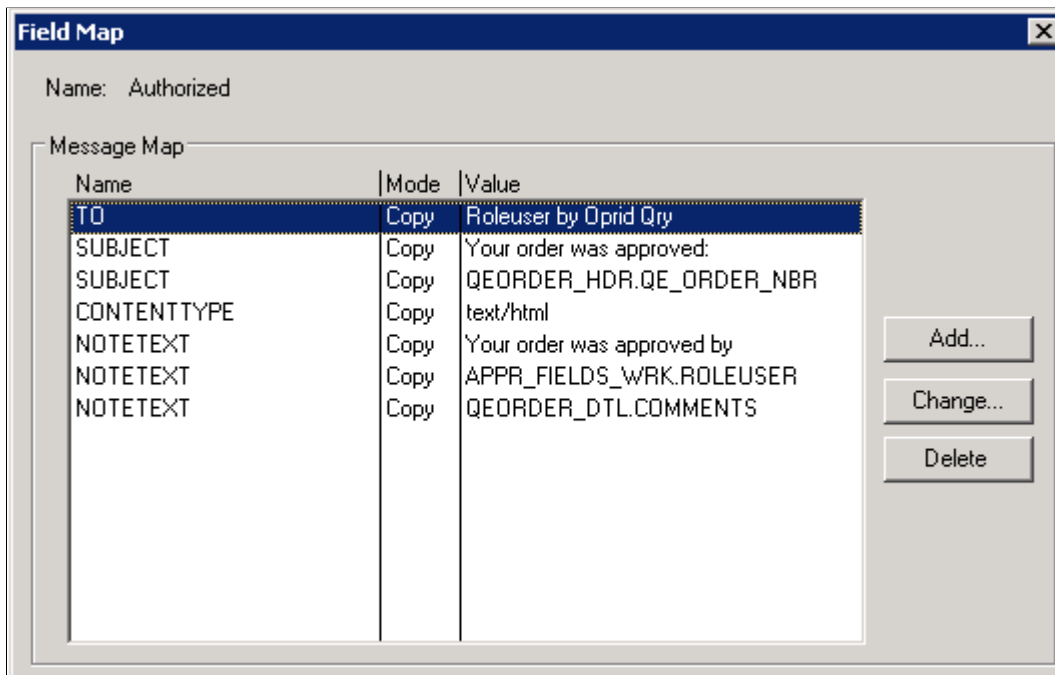 Field Map
Name: Authorized
Message Map
Name Mode Value
TO Copy Roleuser by Oprid Qry
SUBJECT Copy Your order was approved:
SUBJECT Copy QEORDER_HDR.QE_ORDER_NBR
CONTENTTYPE Copy text/html
NOTETEXT Copy Your order was approved by
NOTETEXT Copy APPR_FIELDS_WRK.ROLEUSER
NOTETEXT Copy QEORDER_DTL.COMMENTS
Add...
Change...
Delete